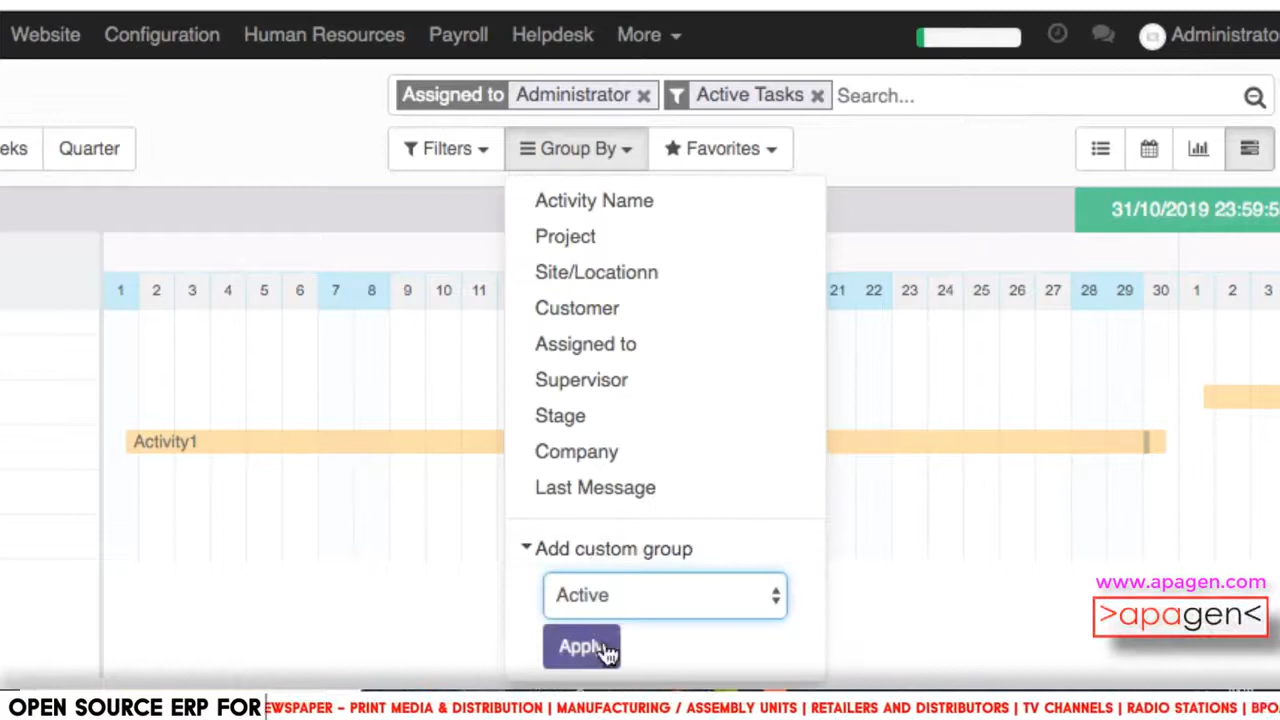 Website Configuration Human Resources Payroll Helpdesk More Administrato
Assigned to Administrator Active Tasks Search...
eks Quarter Filters Group By Favorites
Activity Name
31/10/2019 23:59:5
Project
Site/Locationn
1 2 3 4 5 6 7 8 9 10 11 21 22 23 24 25 26 27 28 29 30 1 2 3
Customer
Assigned to
Supervisor
Stage
Activity1
Company
Last Message
Add custom group
Active
Apply
www.apagen.com
>apagen<
OPEN SOURCE ERP FOR EWSPAPER – PRINT MEDIA & DISTRIBUTION | MANUFACTURING / ASSEMBLY UNITS | RETAILERS AND DISTRIBUTORS | TV CHANNELS | RADIO STATIONS | BPO